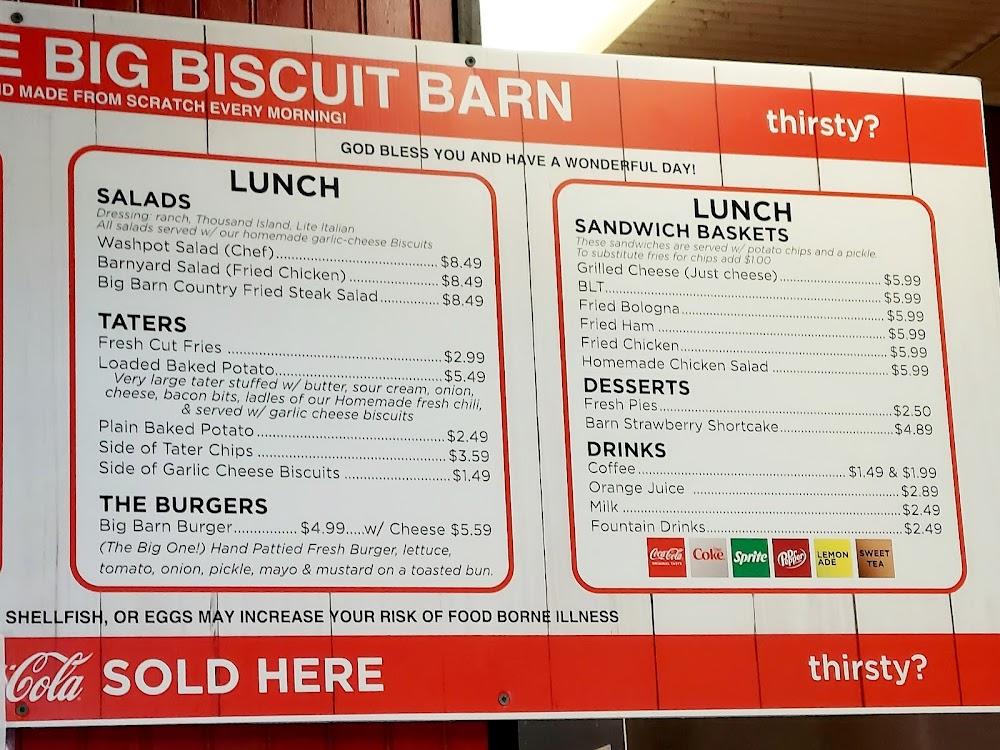 E BIG BISCUIT BARN
ND MADE FROM SCRATCH EVERY MORNING!
thirsty?
GOD BLESS YOU AND HAVE A WONDERFUL DAY!
LUNCH
SALADS
Dressing: ranch, Thousand Island, Lite Italian
All salads served w/ our homemade garlic-cheese Biscuits
Washpot Salad (Chef) $8.49
Barnyard Salad (Fried Chicken) $8.49
Big Barn Country Fried Steak Salad $8.49
TATERS
Fresh Cut Fries $2.99
Loaded Baked Potato $5.49
Very large tater stuffed w/ butter, sour cream, onion,
cheese, bacon bits, ladles of our Homemade fresh chili,
& served w/ garlic cheese biscuits
Plain Baked Potato $2.49
Side of Tater Chips $3.59
Side of Garlic Cheese Biscuits $1.49
THE BURGERS
Big Barn Burger $4.99....w/ Cheese $5.59
(The Big One!) Hand Pattied Fresh Burger, lettuce,
tomato, onion, pickle, mayo & mustard on a toasted bun.
LUNCH
SANDWICH BASKETS
These sandwiches are served w/ potato chips and a pickle.
To substitute fries for chips add $1.00
Grilled Cheese (Just cheese) $5.99
BLT $5.99
Fried Bologna $5.99
Fried Ham $5.99
Fried Chicken $5.99
Homemade Chicken Salad $5.99
DESSERTS
Fresh Pies $2.50
Barn Strawberry Shortcake $4.89
DRINKS
Coffee $1.49 & $1.99
Orange Juice $2.89
Milk $2.49
Fountain Drinks $2.49
Coca-Cola
ORIGINAL TASTE
Diet Coke
Sprite
Dr Pepper
LEMON
ADE
SWEET
TEA
SHELLFISH, OR EGGS MAY INCREASE YOUR RISK OF FOOD BORNE ILLNESS
Cola SOLD HERE
thirsty?